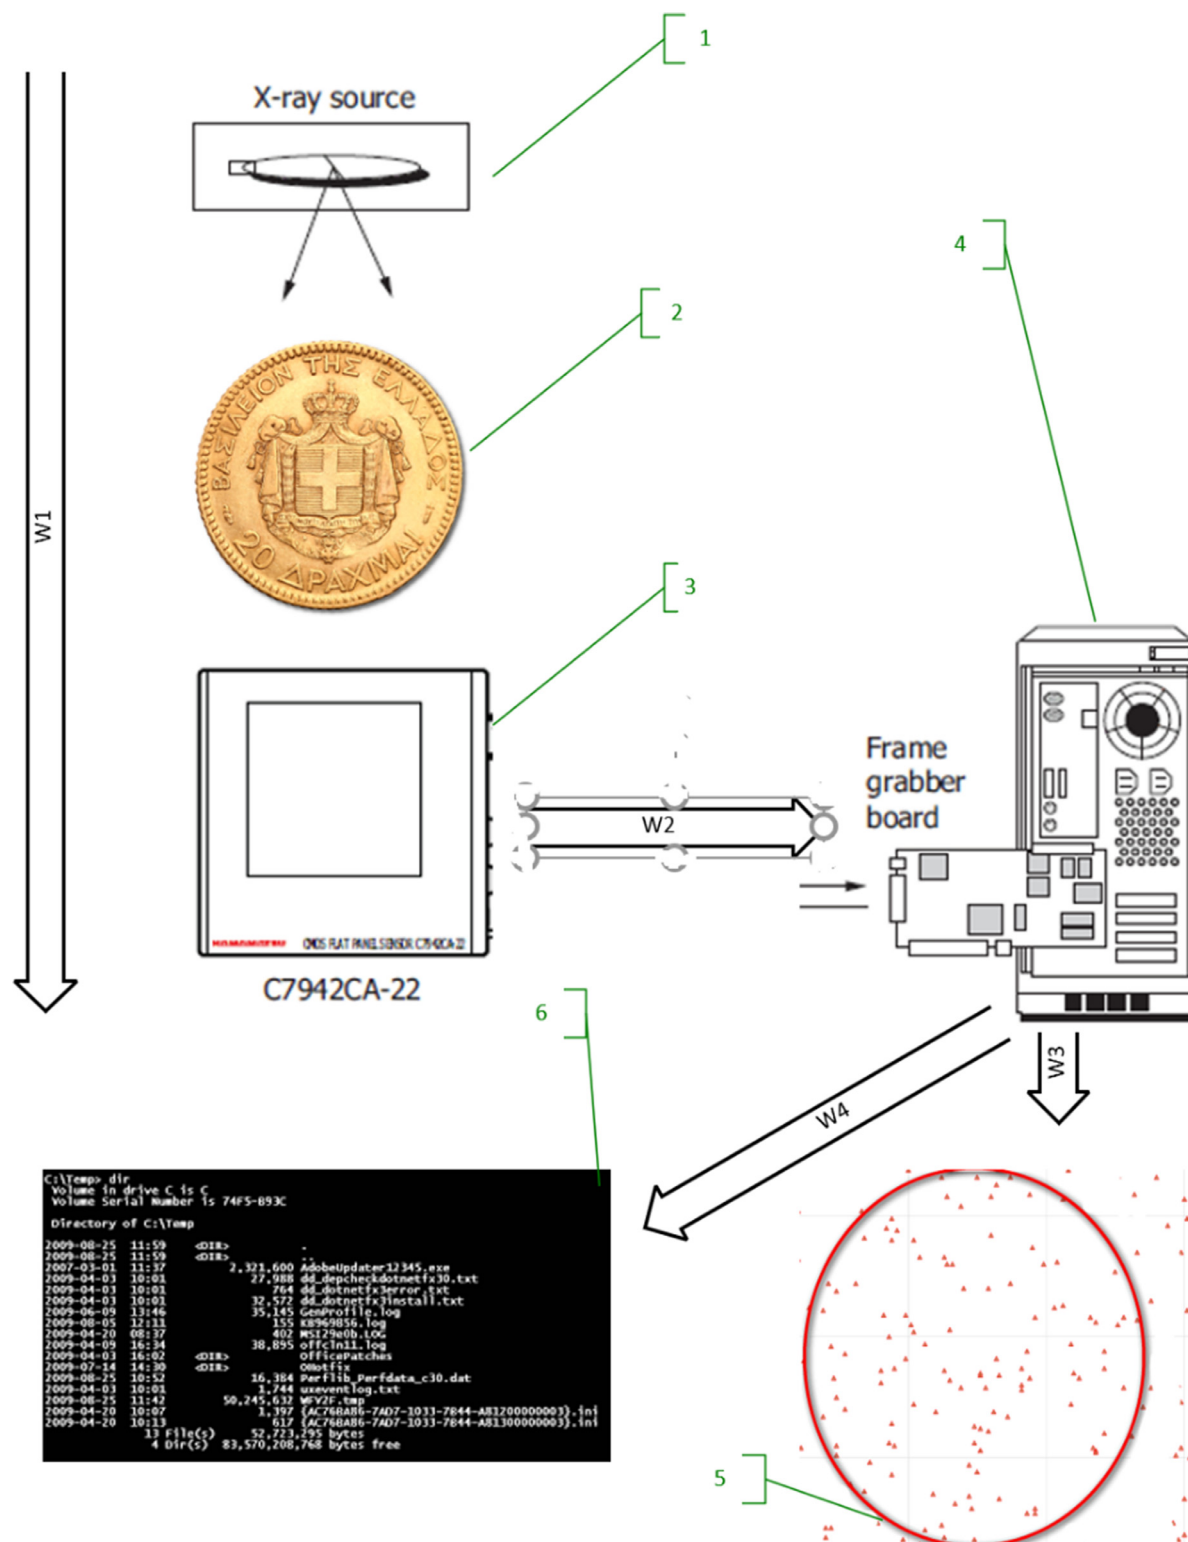 1
X-ray source
4
2
ΒΑΣΙΛΕΙΟΝ ΤΗΣ ΕΛΛΑΔΟΣ
20 ΔΡΑΧΜΑΙ
W1
3
Frame
grabber
board
W2
HAMAMATSU CMOS FLAT PANEL SENSOR C7942CA-22
C7942CA-22
6
W3
W4
C:\Temp> dir
Volume in drive C is C
Volume Serial Number is 74F5-B93C
Directory of C:\Temp
2009-08-25 11:59 <DIR> .
2009-08-25 11:59 <DIR> ..
2007-03-01 11:37 2,321,600 AdobeUpdater12345.exe
2009-04-03 10:01 27,988 dd_depcheckdotnetfx30.txt
2009-04-03 10:01 764 dd_dotnetfx3error.txt
2009-04-03 10:01 32,572 dd_dotnetfx3install.txt
2009-06-09 13:46 35,145 GenProfile.log
2009-08-05 12:11 155 KB969856.log
2009-04-20 08:37 402 MSI29e0b.LOG
2009-04-09 16:34 38,895 offcln11.log
2009-04-03 16:02 <DIR> OfficePatches
2009-07-14 14:30 <DIR> OHotfix
2009-08-25 10:52 16,384 Perflib_Perfdata_c30.dat
2009-04-03 10:01 1,744 uxeventlog.txt
2009-08-25 11:42 50,245,632 WFV2F.tmp
2009-04-20 10:07 1,397 {AC76BA86-7AD7-1033-7B44-A81200000003}.ini
2009-04-20 10:13 617 {AC76BA86-7AD7-1033-7B44-A81300000003}.ini
13 File(s) 52,723,295 bytes
4 Dir(s) 83,570,208,768 bytes free
5